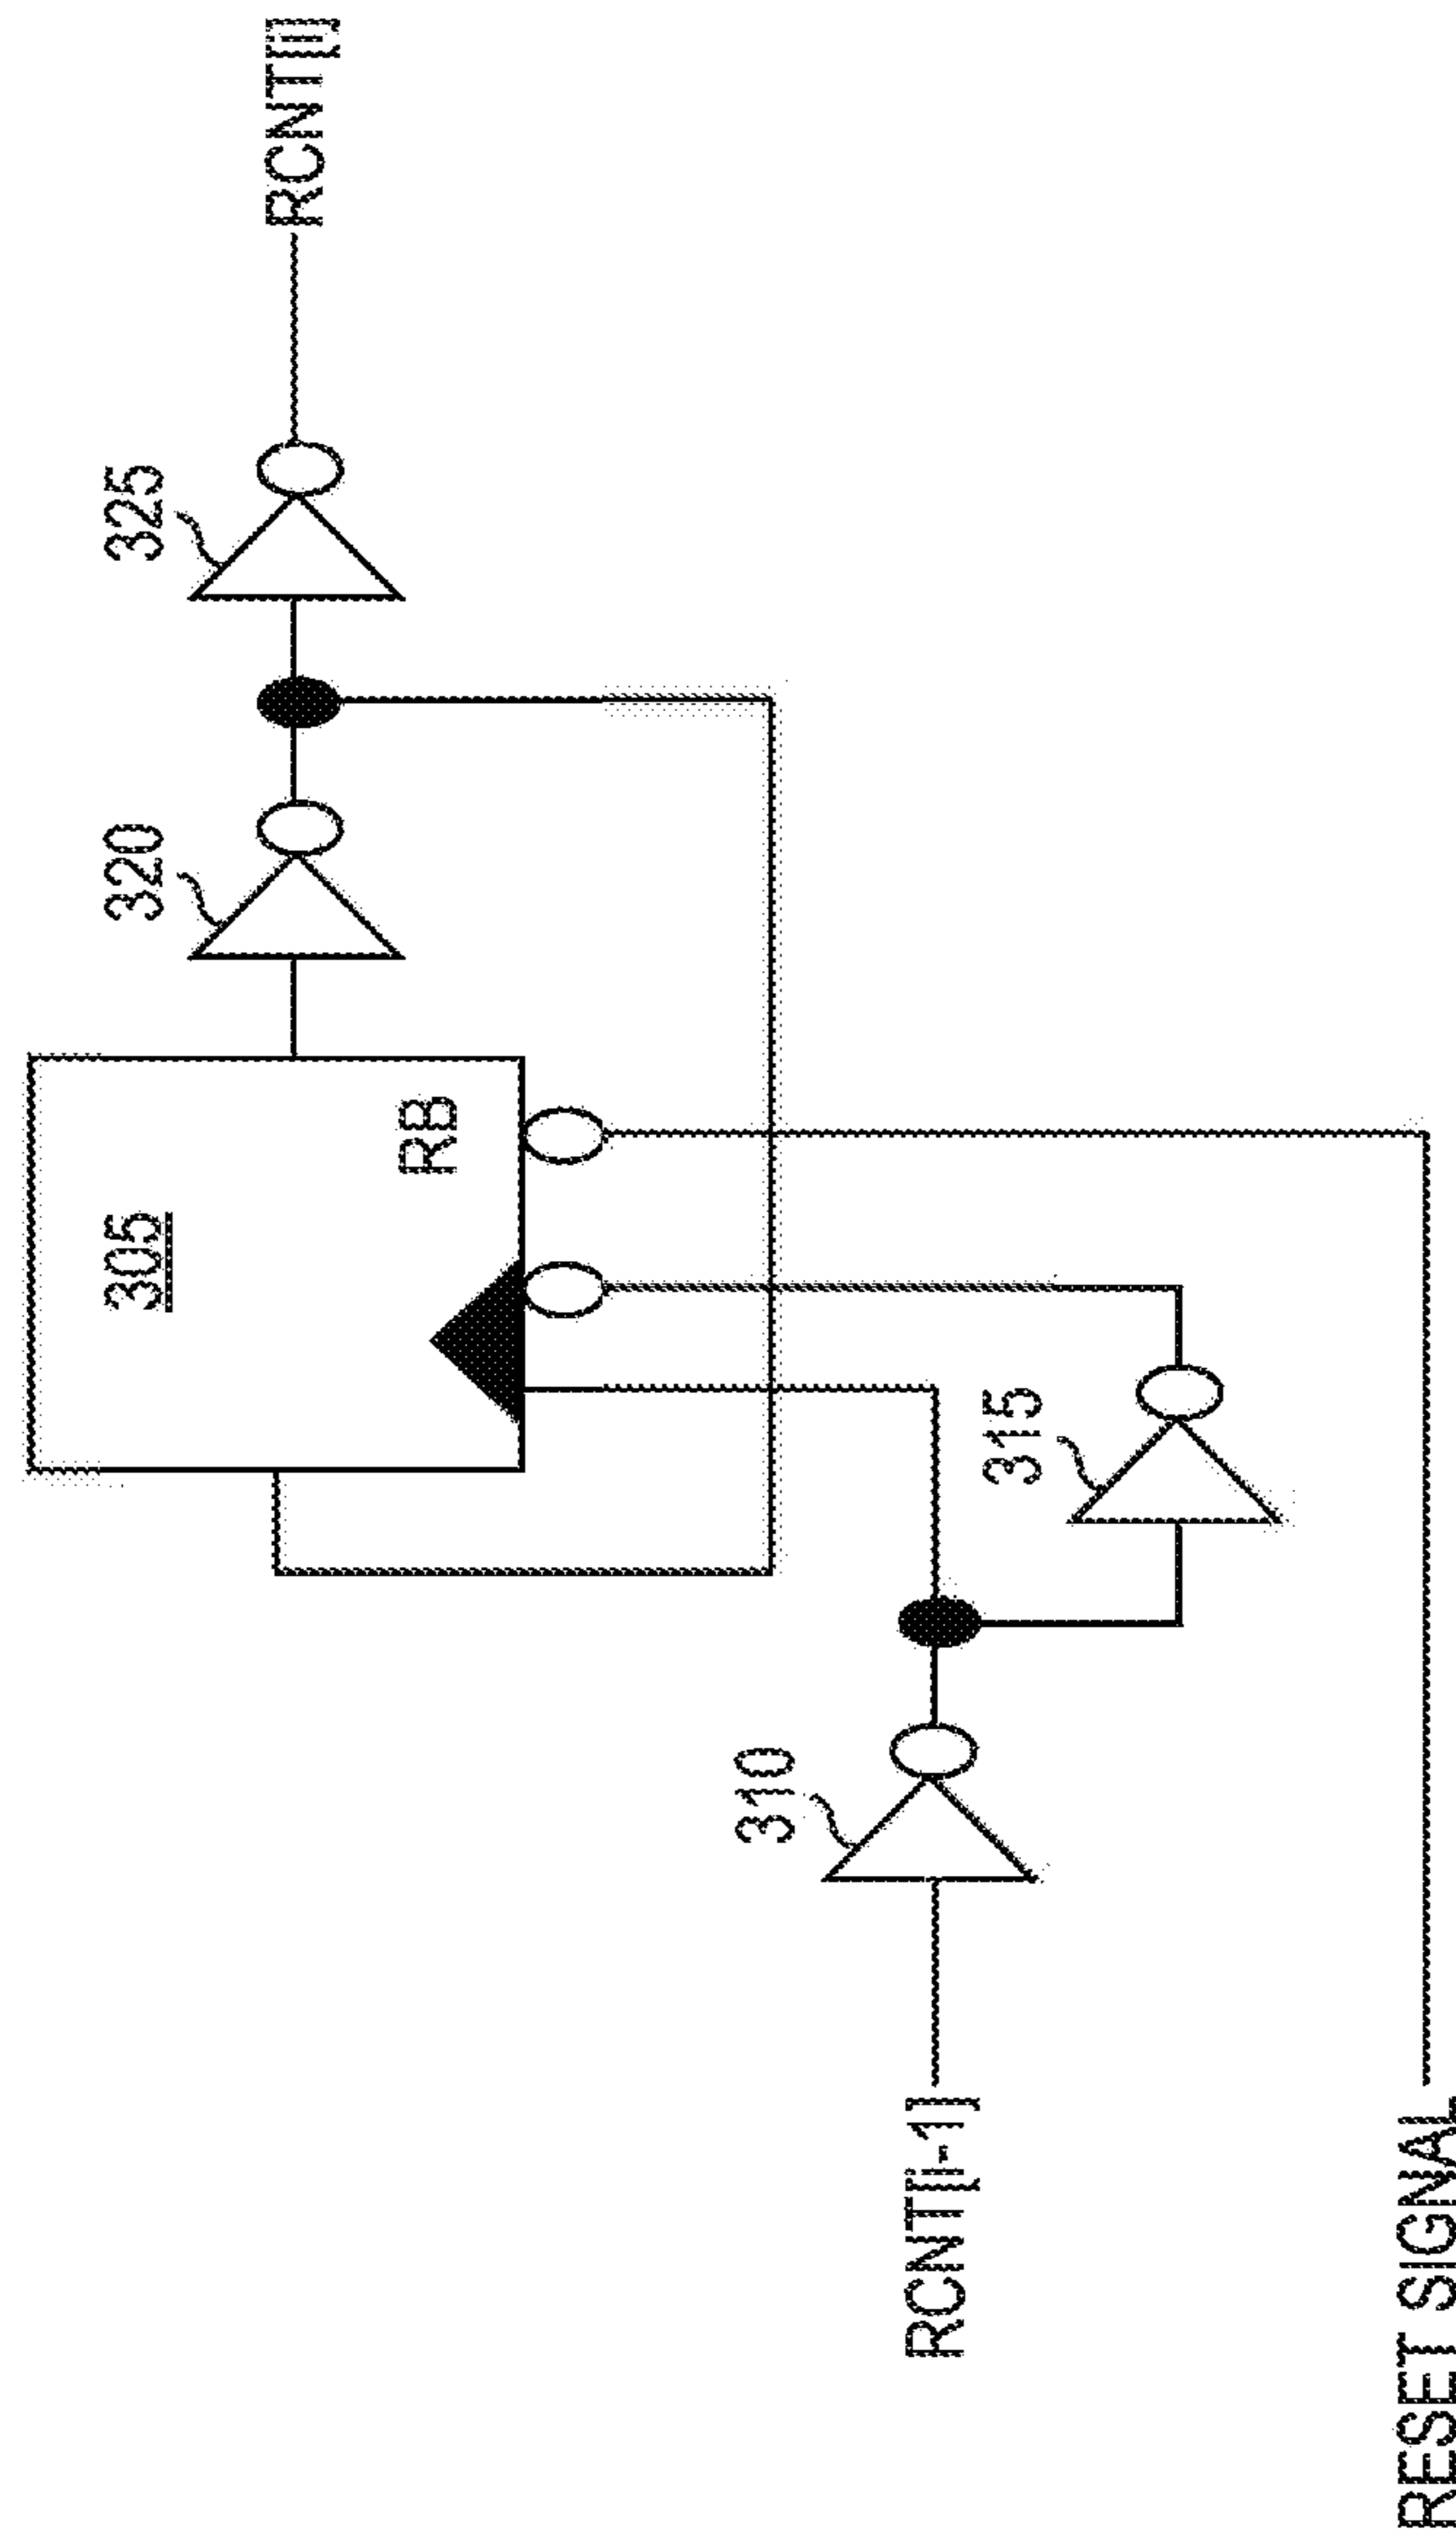 305
RB
320
325
RCNT[i]
310
315
RCNT[i-1]
RESET SIGNAL